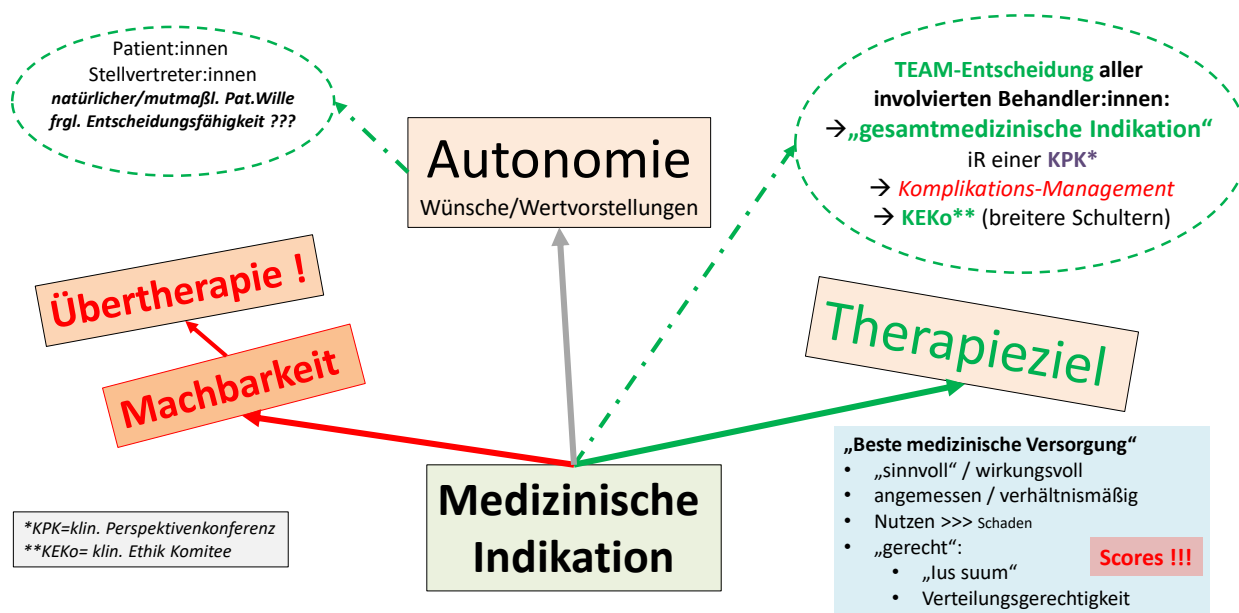 Patient:innen
Stellvertreter:innen
natürlicher/mutmaßl. Pat.Wille
frgl. Entscheidungsfähigkeit ???
TEAM-Entscheidung aller
involvierten Behandler:innen:
→„gesamtmedizinische Indikation“
iR einer KPK*
→ Komplikations-Management
→ KEKo** (breitere Schultern)
Autonomie
Wünsche/Wertvorstellungen
Übertherapie !
Machbarkeit
Therapieziel
Medizinische
Indikation
„Beste medizinische Versorgung“
• „sinnvoll“ / wirkungsvoll
• angemessen / verhältnismäßig
• Nutzen >>> Schaden
• „gerecht“:
• „Ius suum“
• Verteilungsgerechtigkeit
Scores !!!
*KPK=klin. Perspektivenkonferenz
**KEKo= klin. Ethik Komitee